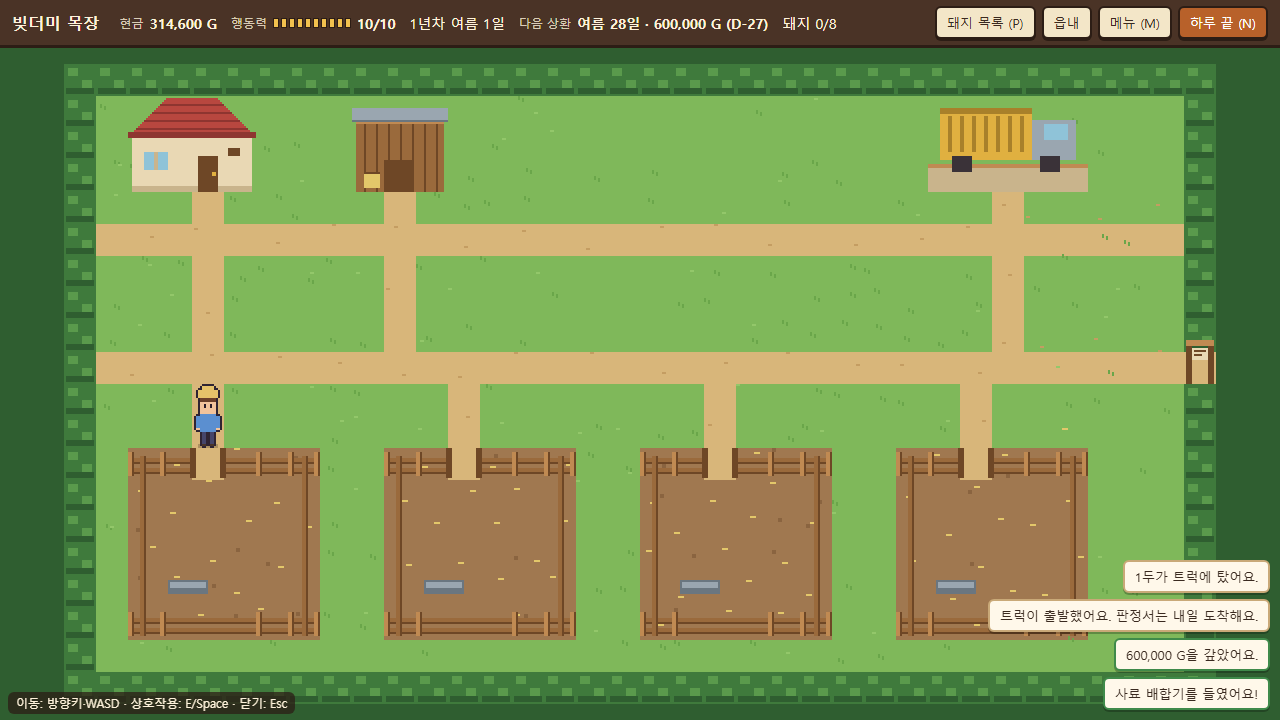 빚더미 목장 현금 314,600 G 행동력 10/10 1년차 여름 1일 다음 상환 여름 28일 · 600,000 G (D-27) 돼지 0/8 돼지 목록 (P) 읍내 메뉴 (M) 하루 끝 (N)
1두가 트럭에 탔어요.
트럭이 출발했어요. 판정서는 내일 도착해요.
600,000 G을 갚았어요.
사료 배합기를 들였어요!
이동: 방향키·WASD · 상호작용: E/Space · 닫기: Esc